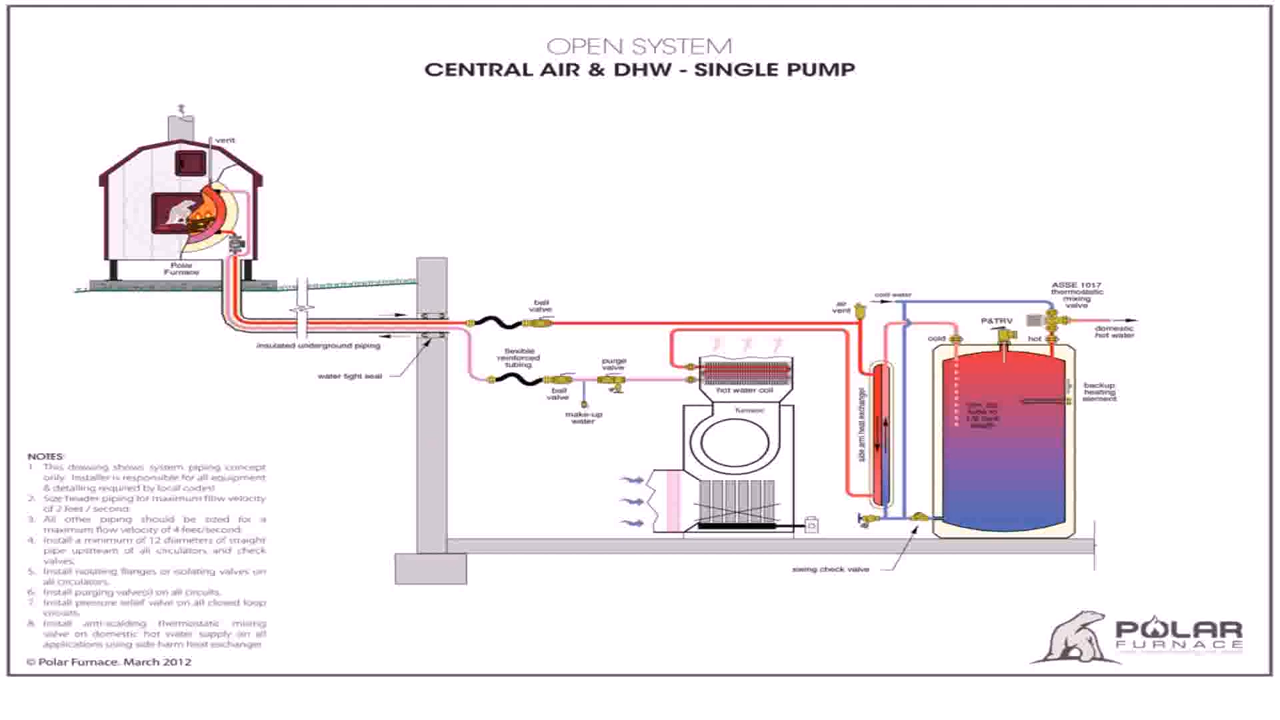 OPEN SYSTEM
CENTRAL AIR & DHW - SINGLE PUMP
vent
Polar
Furnace
insulated underground piping
water tight seal
ball
valve
flexible
reinforced
tubing
ball
valve
make-up
water
purge
valve
hot water coil
furnace
air
vent
cold water
side arm heat exchanger
swing check valve
cold
P&TRV
hot
ASSE 1017
thermostatic
mixing
valve
domestic
hot water
backup
heating
element
NOTES:
1. This drawing shows system piping concept
only. Installer is responsible for all equipment
& detailing required by local codes!
2. Size header piping for maximum flow velocity
of 2 feet / second.
3. All other piping should be sized for a
maximum flow velocity of 4 feet/second.
4. Install a minimum of 12 diameters of straight
pipe upstream of all circulators and check
valves.
5. Install isolating flanges or isolating valves on
all circulators.
6. Install purging valve(s) on all circuits.
7. Install pressure relief valve on all closed loop
circuits.
8. Install anti-scalding thermostatic mixing
valve on domestic hot water supply on all
applications using side-harm heat exchanger
© Polar Furnace. March 2012
POLAR
FURNACE